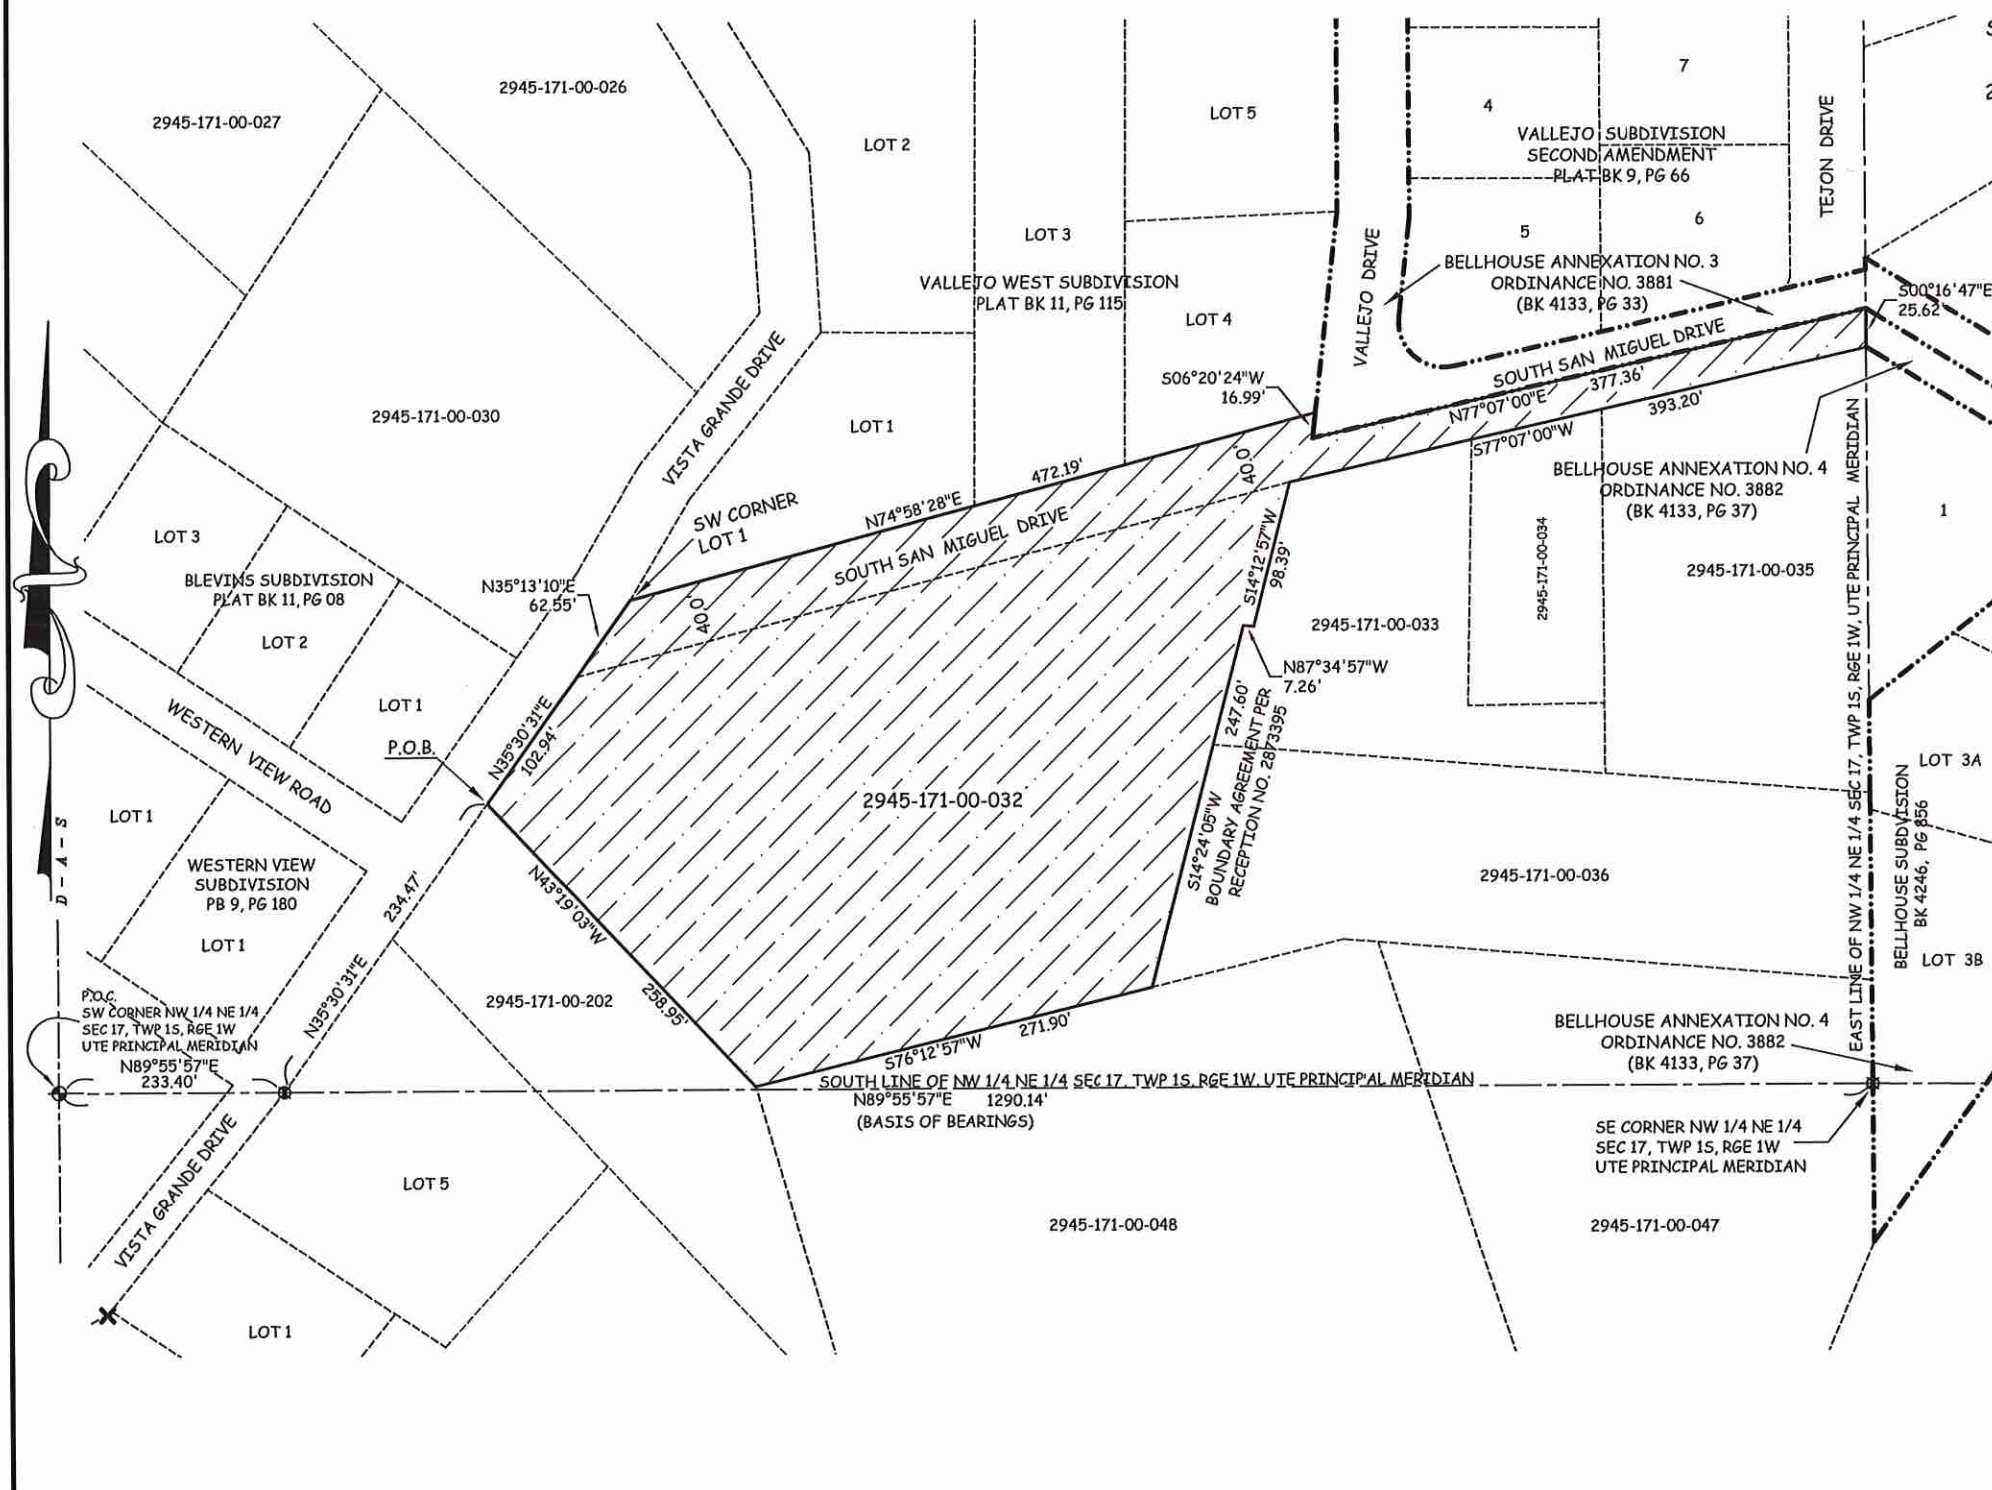 2945-171-00-027
2945-171-00-026
LOT 2
LOT 5
4
7
VALLEJO SUBDIVISION
SECOND AMENDMENT
PLAT BK 9, PG 66
TEJON DRIVE
S
2
LOT 3
5
6
VALLEJO DRIVE
VALLEJO WEST SUBDIVISION
PLAT BK 11, PG 115
LOT 4
BELLHOUSE ANNEXATION NO. 3
ORDINANCE NO. 3881
(BK 4133, PG 33)
S00°16'47"E
25.62'
SOUTH SAN MIGUEL DRIVE
S06°20'24"W
16.99'
N77°07'00"E
377.36'
S77°07'00"W
393.20'
2945-171-00-030
VISTA GRANDE DRIVE
LOT 1
BELLHOUSE ANNEXATION NO. 4
ORDINANCE NO. 3882
(BK 4133, PG 37)
1
SW CORNER
LOT 1
N74°58'28"E
472.19'
40.0'
SOUTH SAN MIGUEL DRIVE
40.0'
LOT 3
BLEVINS SUBDIVISION
PLAT BK 11, PG 08
LOT 2
LOT 1
N35°13'10"E
62.55'
S14°12'57"W
98.39'
2945-171-00-034
2945-171-00-035
2945-171-00-033
N87°34'57"W
7.26'
EAST LINE OF NW 1/4 NE 1/4 SEC 17, TWP 1S, RGE 1W, UTE PRINCIPAL MERIDIAN
WESTERN VIEW ROAD
P.O.B.
N35°30'31"E
102.94'
247.60'
S14°24'05"W
BOUNDARY AGREEMENT PER
RECEPTION NO. 2873395
2945-171-00-032
LOT 3A
BELLHOUSE SUBDVISION
BK 4246, PG 856
LOT 3B
D-A-S
LOT 1
WESTERN VIEW
SUBDIVISION
PB 9, PG 180
LOT 1
234.47'
N35°30'31"E
N43°19'03"W
258.95'
2945-171-00-036
2945-171-00-202
P.O.C.
SW CORNER NW 1/4 NE 1/4
SEC 17, TWP 1S, RGE 1W
UTE PRINCIPAL MERIDIAN
N89°55'57"E
233.40'
S76°12'57"W
271.90'
BELLHOUSE ANNEXATION NO. 4
ORDINANCE NO. 3882
(BK 4133, PG 37)
SOUTH LINE OF NW 1/4 NE 1/4 SEC 17, TWP 1S, RGE 1W, UTE PRINCIPAL MERIDIAN
N89°55'57"E 1290.14'
(BASIS OF BEARINGS)
SE CORNER NW 1/4 NE 1/4
SEC 17, TWP 1S, RGE 1W
UTE PRINCIPAL MERIDIAN
VISTA GRANDE DRIVE
LOT 5
2945-171-00-048
2945-171-00-047
LOT 1